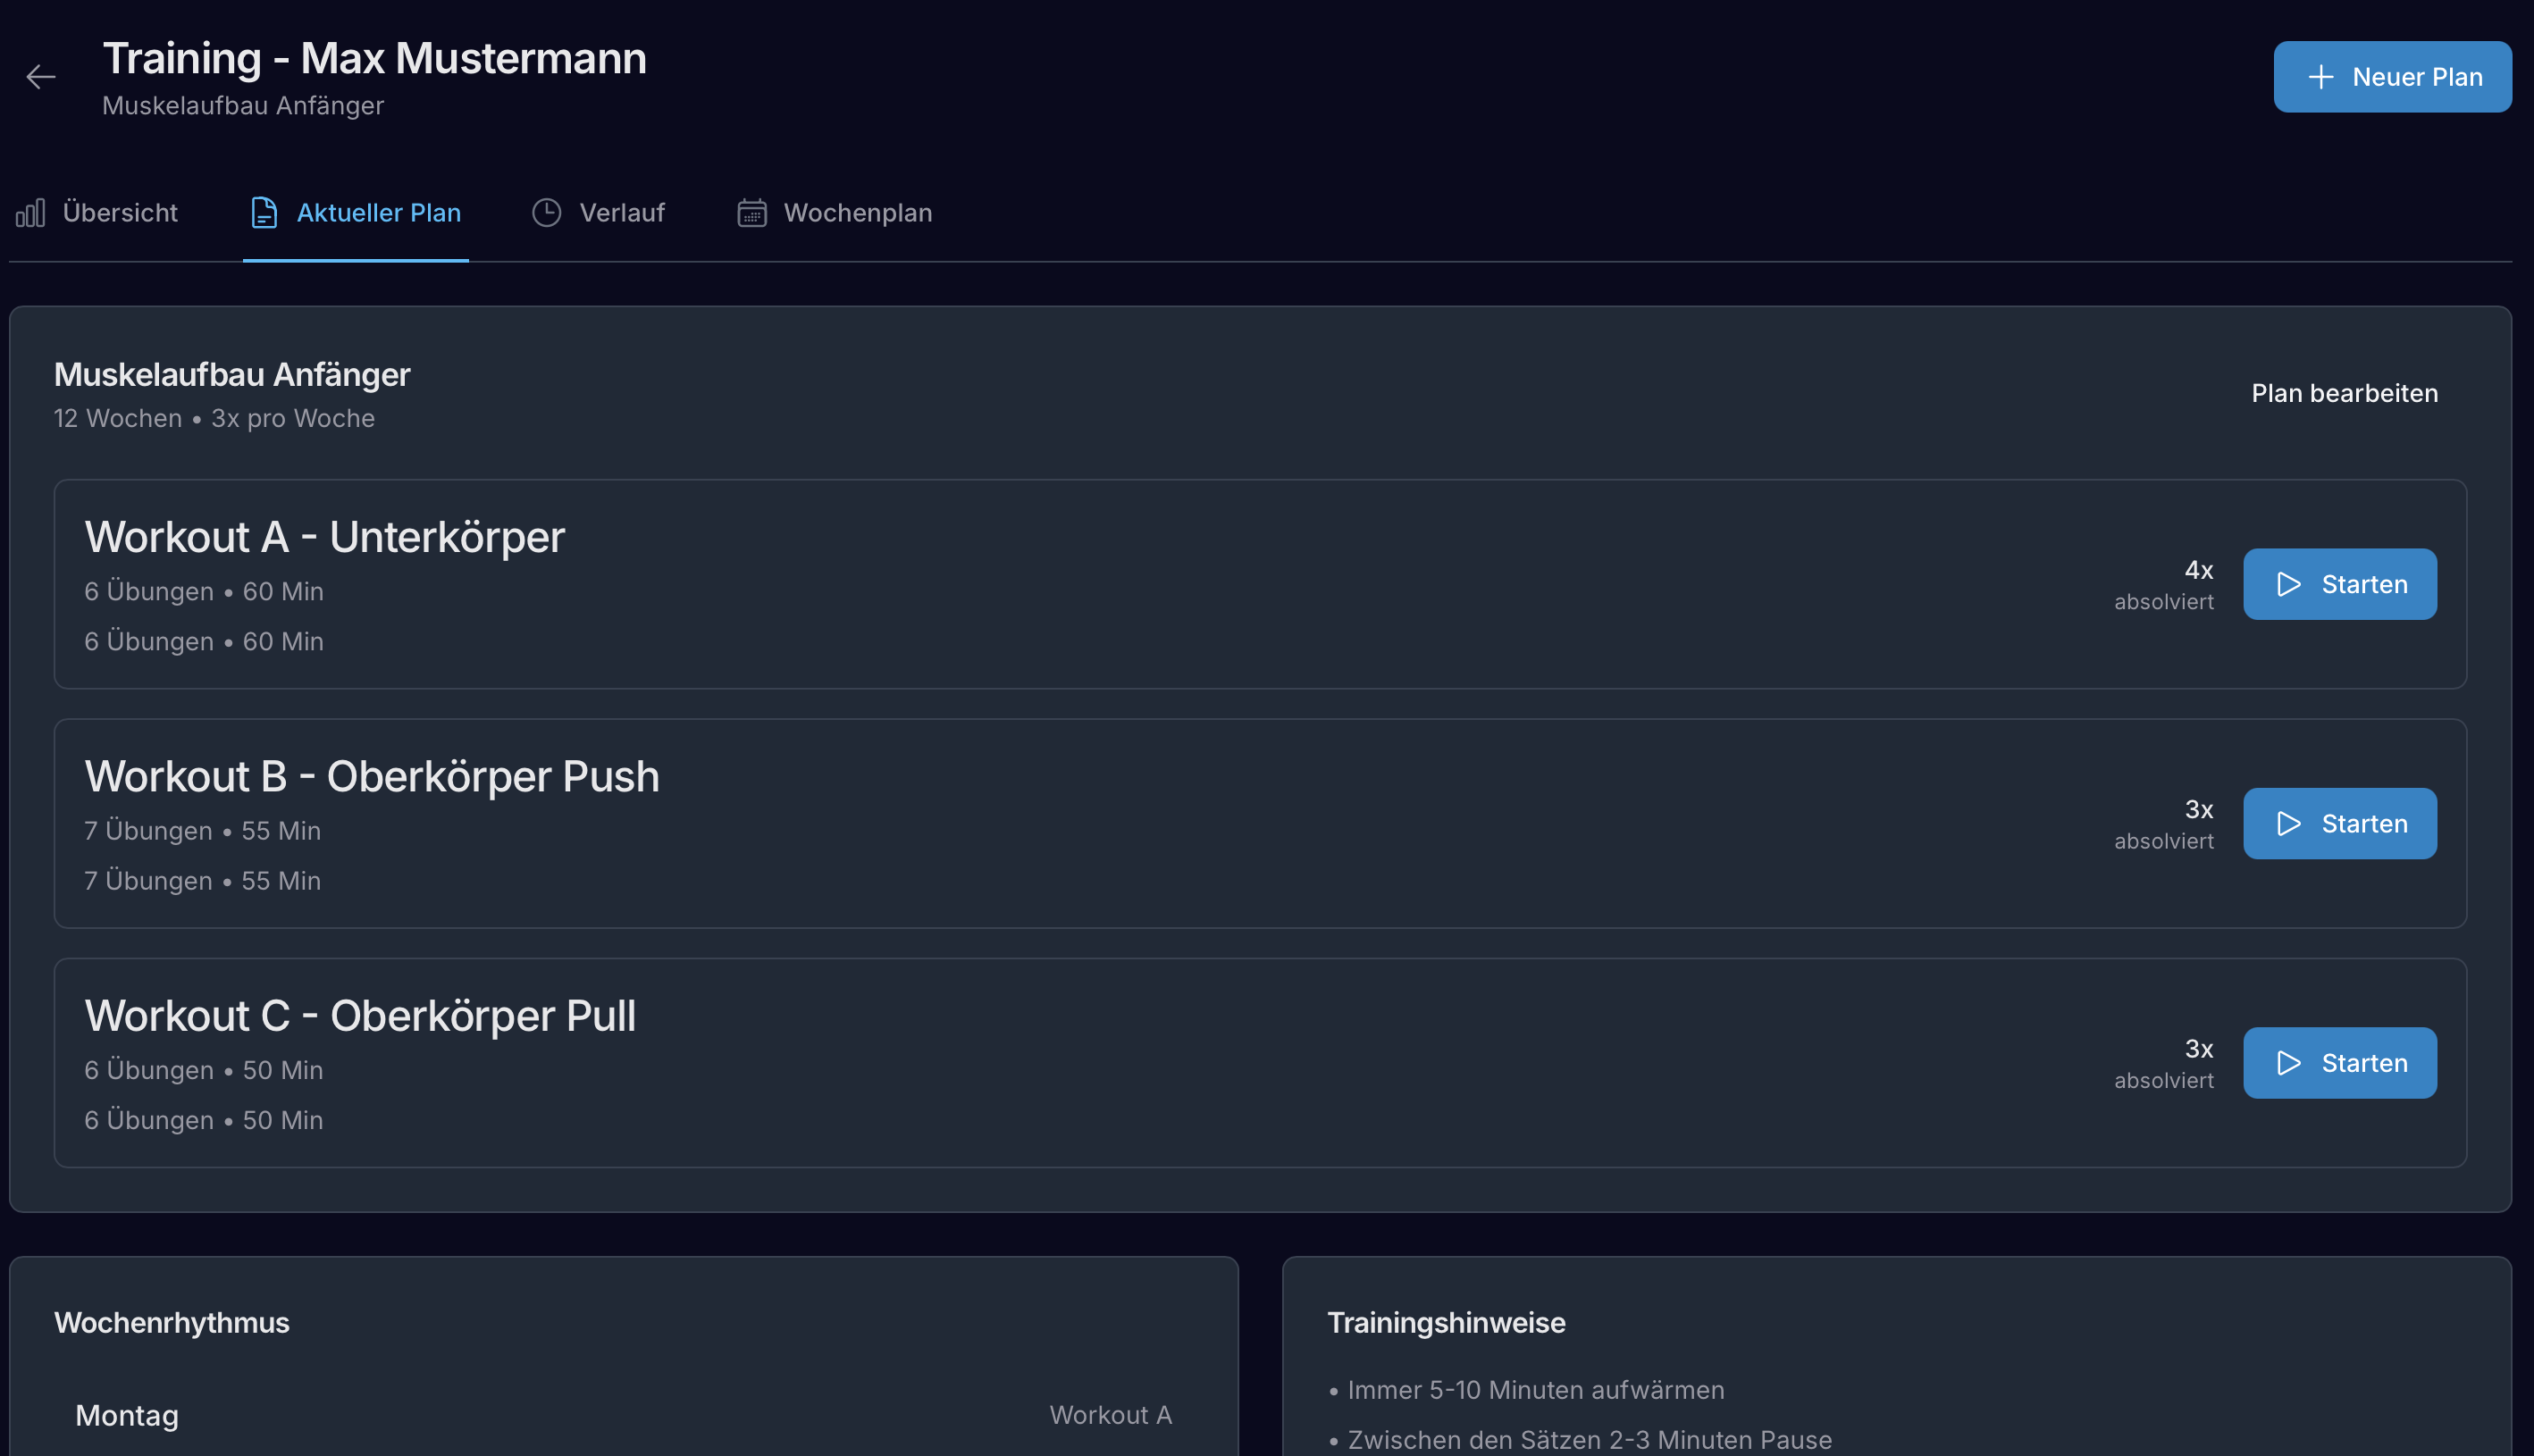 Training - Max Mustermann
Muskelaufbau Anfänger
Neuer Plan
Übersicht
Aktueller Plan
Verlauf
Wochenplan
Muskelaufbau Anfänger
12 Wochen • 3x pro Woche
Plan bearbeiten
Workout A - Unterkörper
6 Übungen • 60 Min
6 Übungen • 60 Min
4x
absolviert
Starten
Workout B - Oberkörper Push
7 Übungen • 55 Min
7 Übungen • 55 Min
3x
absolviert
Starten
Workout C - Oberkörper Pull
6 Übungen • 50 Min
6 Übungen • 50 Min
3x
absolviert
Starten
Wochenrhythmus
Montag
Workout A
Trainingshinweise
• Immer 5-10 Minuten aufwärmen
• Zwischen den Sätzen 2-3 Minuten Pause